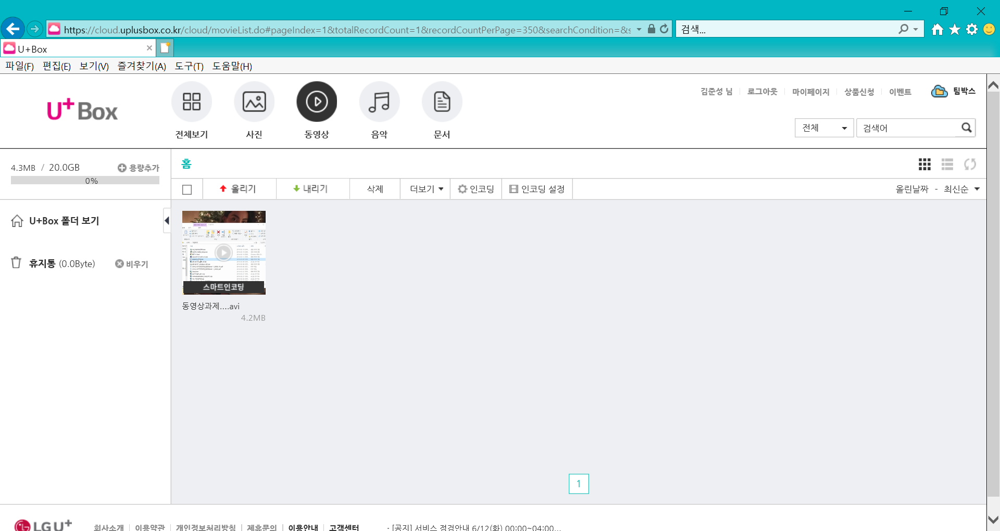 https://cloud.uplusbox.co.kr/cloud/movieList.do#pageIndex=1&totalRecordCount=1&recordCountPerPage=350&searchCondition=&s
검색...
U+Box
파일(F) 편집(E) 보기(V) 즐겨찾기(A) 도구(T) 도움말(H)
김준성 님 로그아웃 마이페이지 상품신청 이벤트 팀박스
U+ Box
전체보기 사진 동영상 음악 문서
전체 검색어
4.3MB / 20.0GB 용량추가
0%
홈
올리기 내리기 삭제 더보기 인코딩 인코딩 설정 올린날짜 - 최신순
U+Box 폴더 보기
휴지통 (0.0Byte) 비우기
스마트인코딩
동영상과제....avi
4.2MB
1
LG U+ 회사소개 이용약관 개인정보처리방침 제휴문의 이용안내 고객센터 - [공지] 서비스 점검안내 6/12(화) 00:00~04:00...